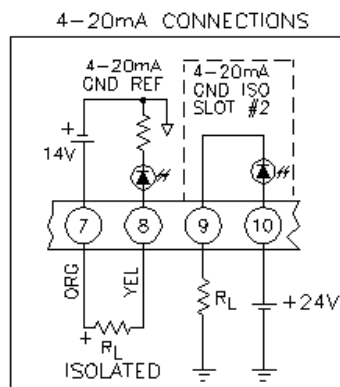 4-20mA CONNECTIONS
4-20mA
GND REF
4-20mA
GND ISO
SLOT #2
+
14V
7
8
9
10
ORG
YEL
+
RL
ISOLATED
RL
+24V